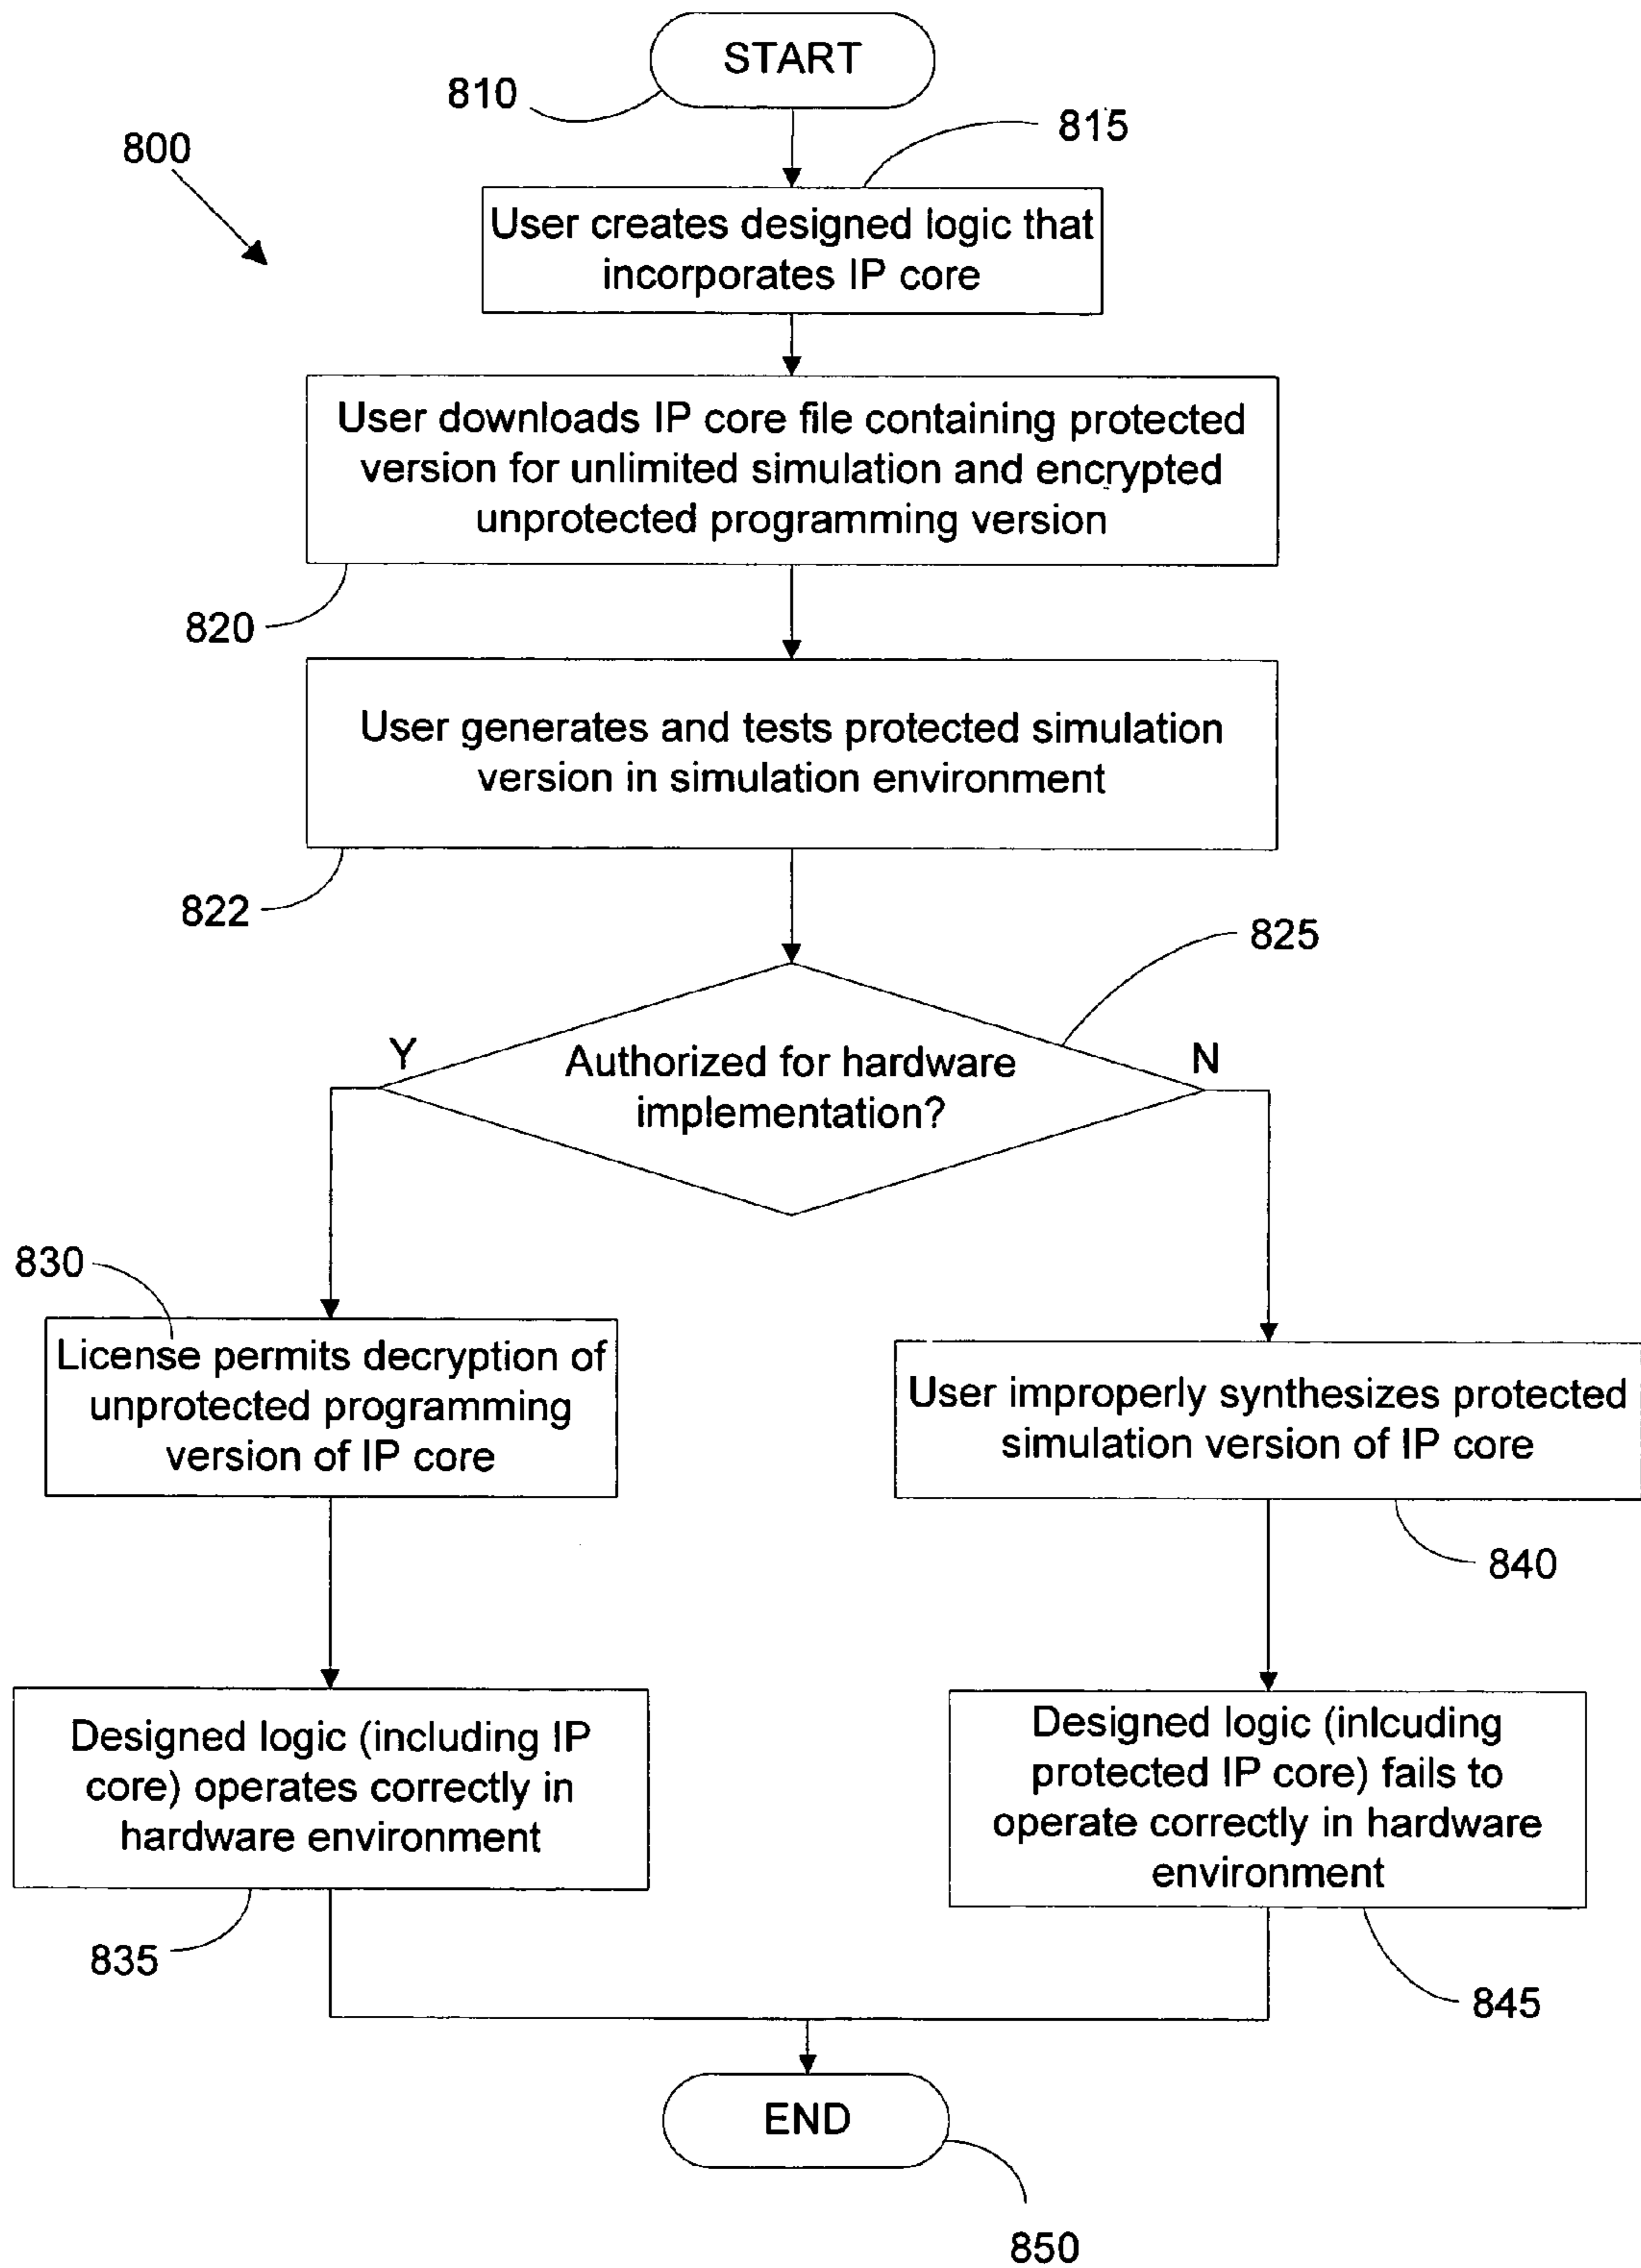 START
810
815
800
User creates designed logic that
incorporates IP core
User downloads IP core file containing protected
version for unlimited simulation and encrypted
unprotected programming version
820
User generates and tests protected simulation
version in simulation environment
822
825
Y
Authorized for hardware
implementation?
N
830
License permits decryption of
unprotected programming
version of IP core
User improperly synthesizes protected
simulation version of IP core
840
Designed logic (including IP
core) operates correctly in
hardware environment
Designed logic (inlcuding
protected IP core) fails to
operate correctly in hardware
environment
835
845
END
850